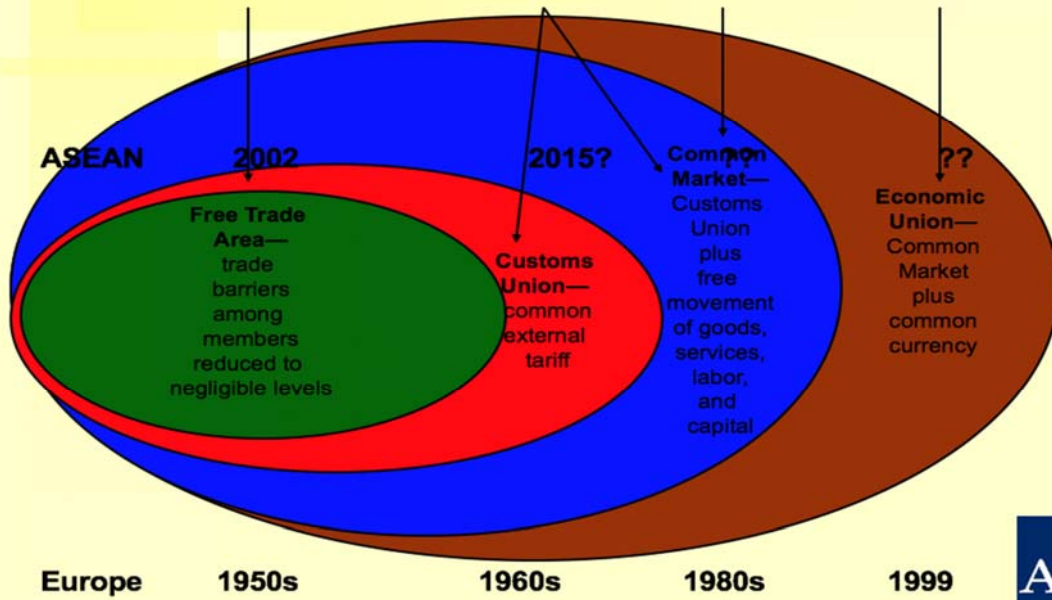 ASEAN 2002 2015? ?? ??
Free Trade
Area—
trade
barriers
among
members
reduced to
negligible levels
Customs
Union—
common
external
tariff
Common
Market—
Customs
Union
plus
free
movement
of goods,
services,
labor,
and
capital
Economic
Union—
Common
Market
plus
common
currency
Europe 1950s 1960s 1980s 1999
A